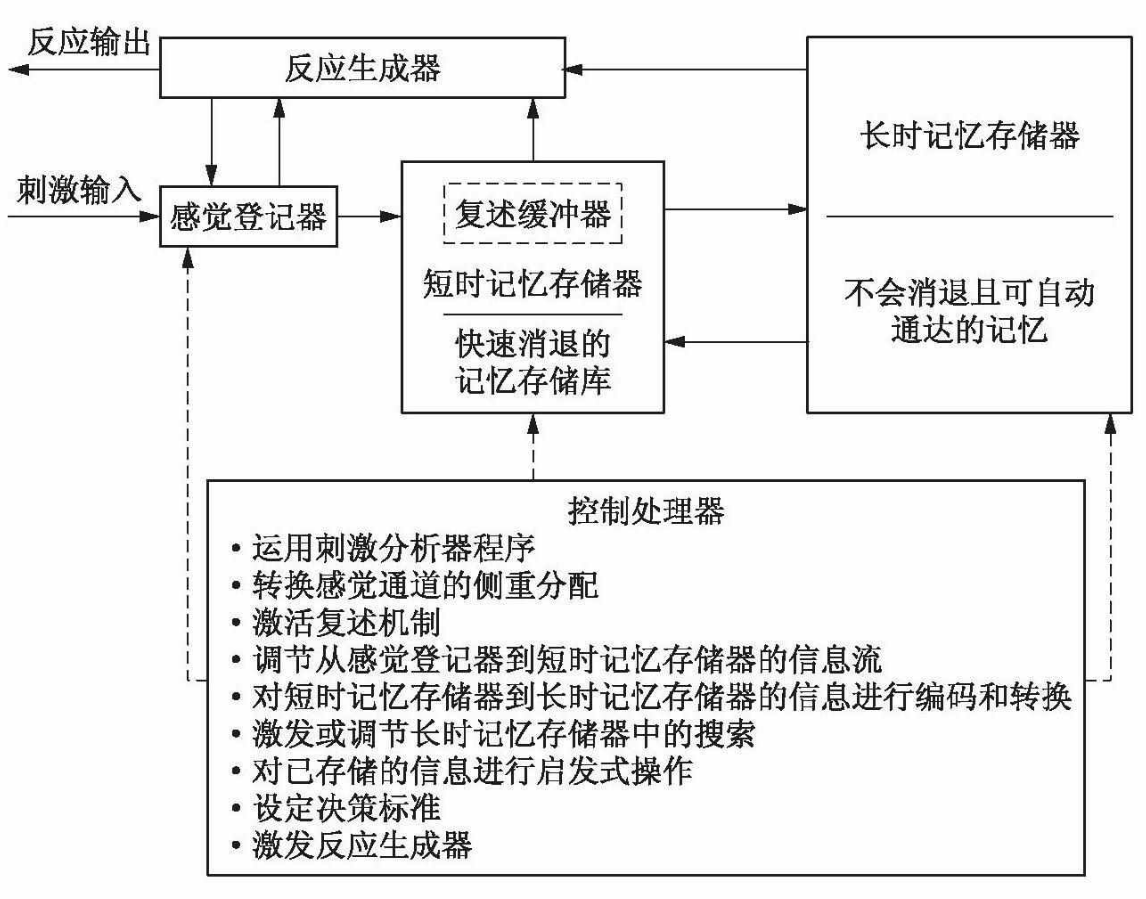 反应输出
反应生成器
刺激输入
感觉登记器
复述缓冲器
短时记忆存储器
快速消退的
记忆存储库
长时记忆存储器
不会消退且可自动
通达的记忆
控制处理器
•运用刺激分析器程序
•转换感觉通道的侧重分配
•激活复述机制
•调节从感觉登记器到短时记忆存储器的信息流
•对短时记忆存储器到长时记忆存储器的信息进行编码和转换
•激发或调节长时记忆存储器中的搜索
•对已存储的信息进行启发式操作
•设定决策标准
•激发反应生成器